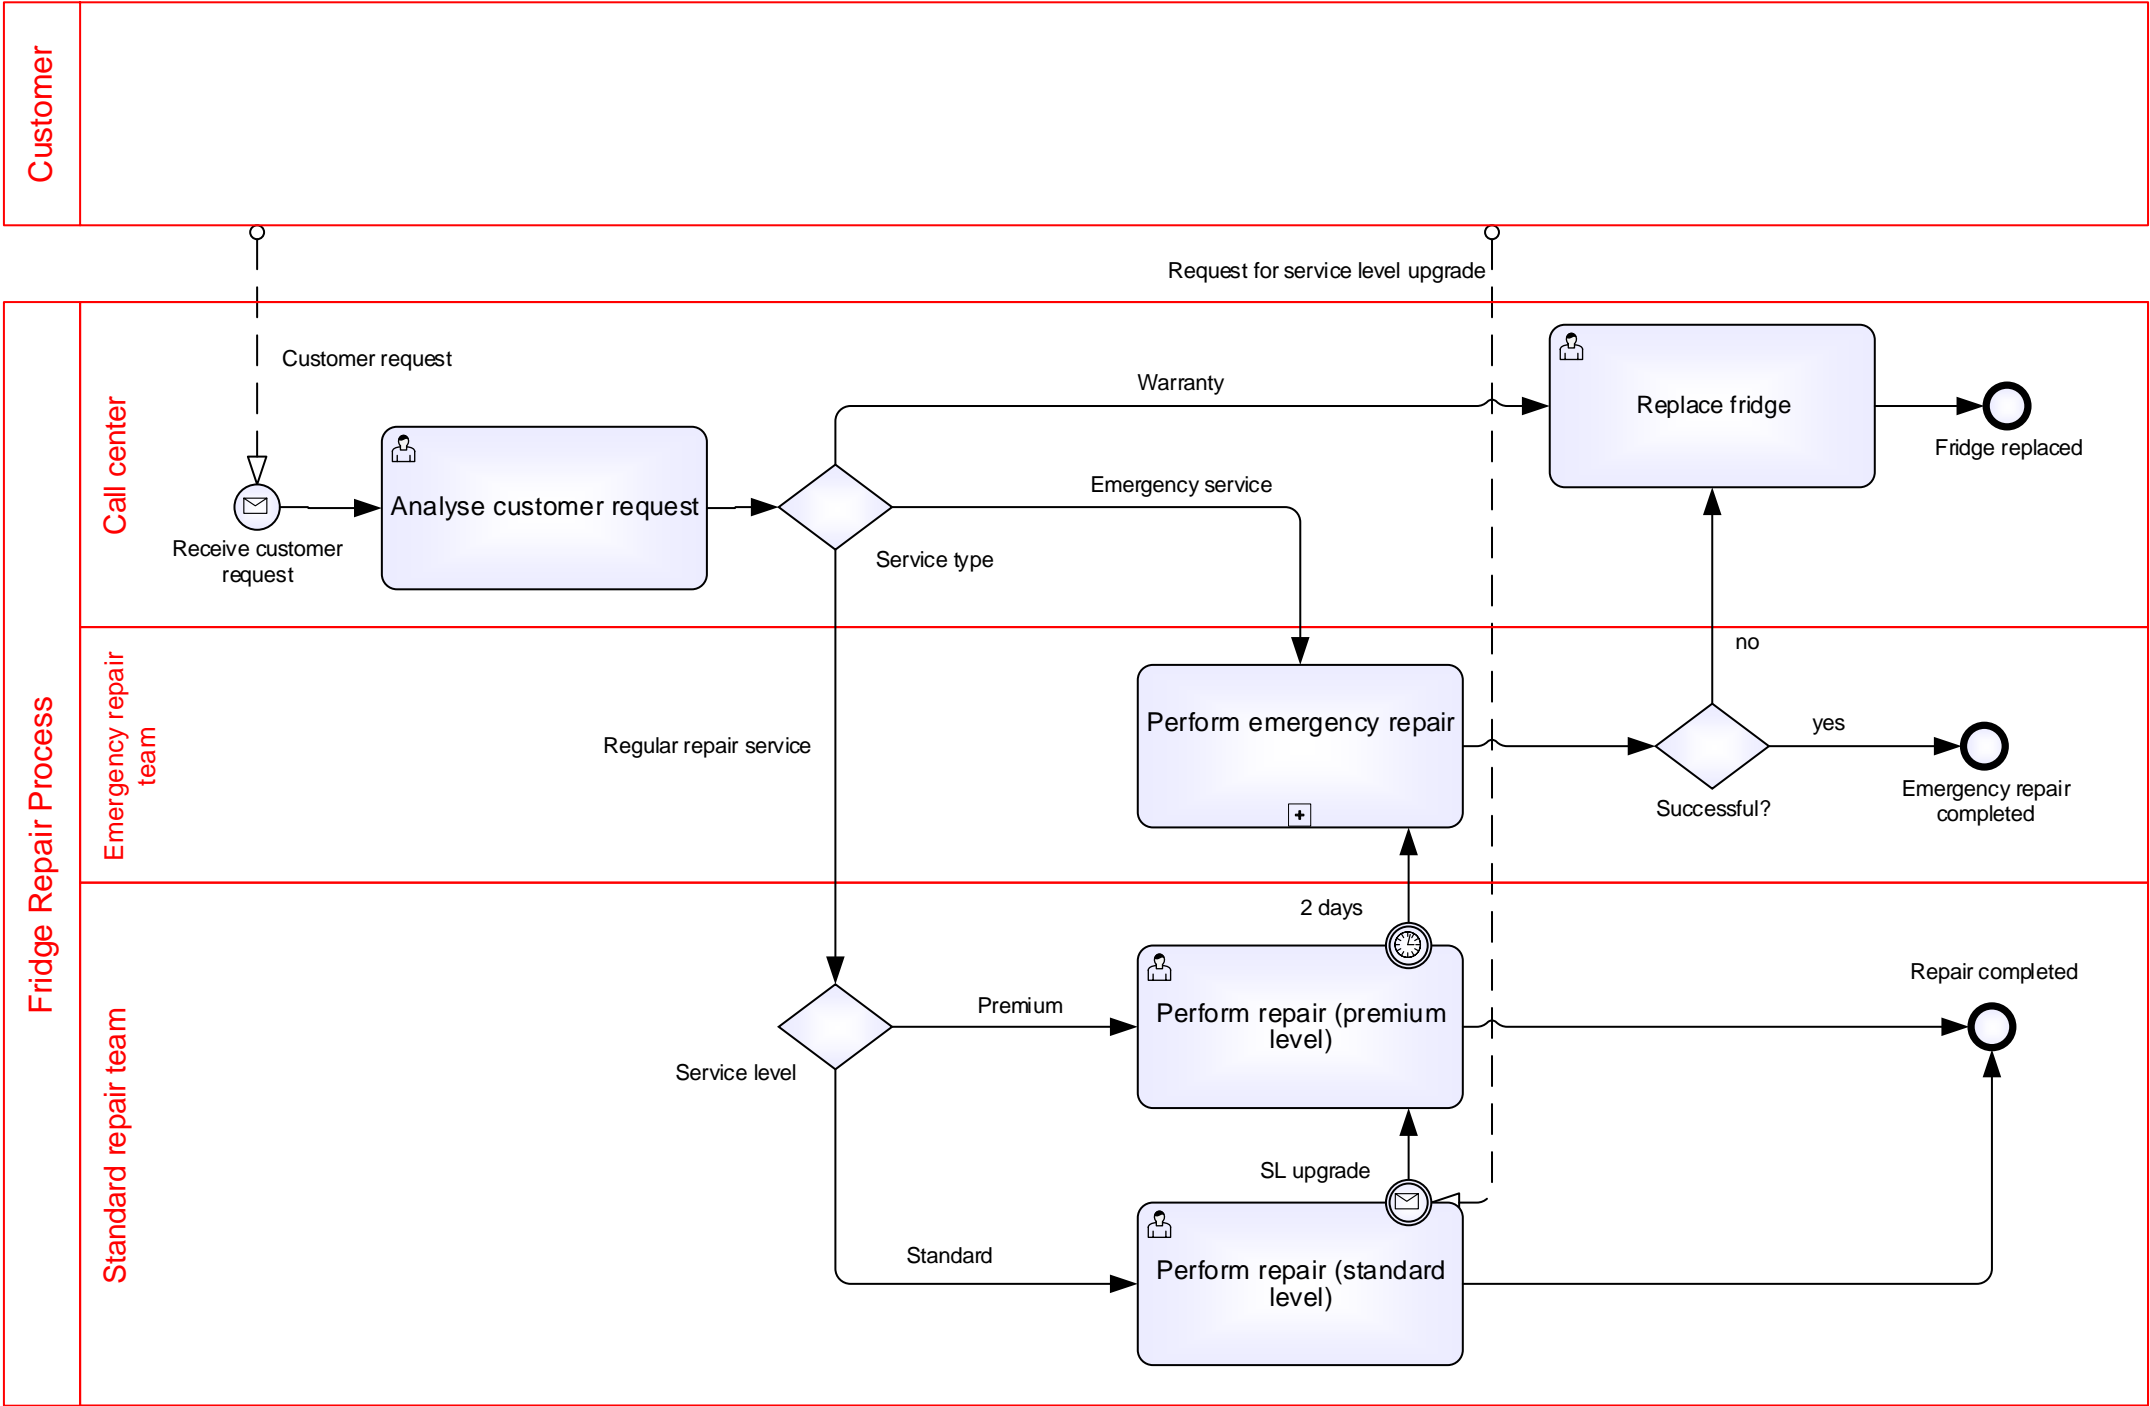 Customer
Request for service level upgrade
Customer request
Fridge Repair Process
Call center
Receive customer
request
Analyse customer request
Service type
Warranty
Emergency service
Replace fridge
Fridge replaced
Emergency repair
team
Regular repair service
Perform emergency repair
no
yes
Successful?
Emergency repair
completed
Standard repair team
2 days
Service level
Premium
Perform repair (premium
level)
Repair completed
SL upgrade
Standard
Perform repair (standard
level)